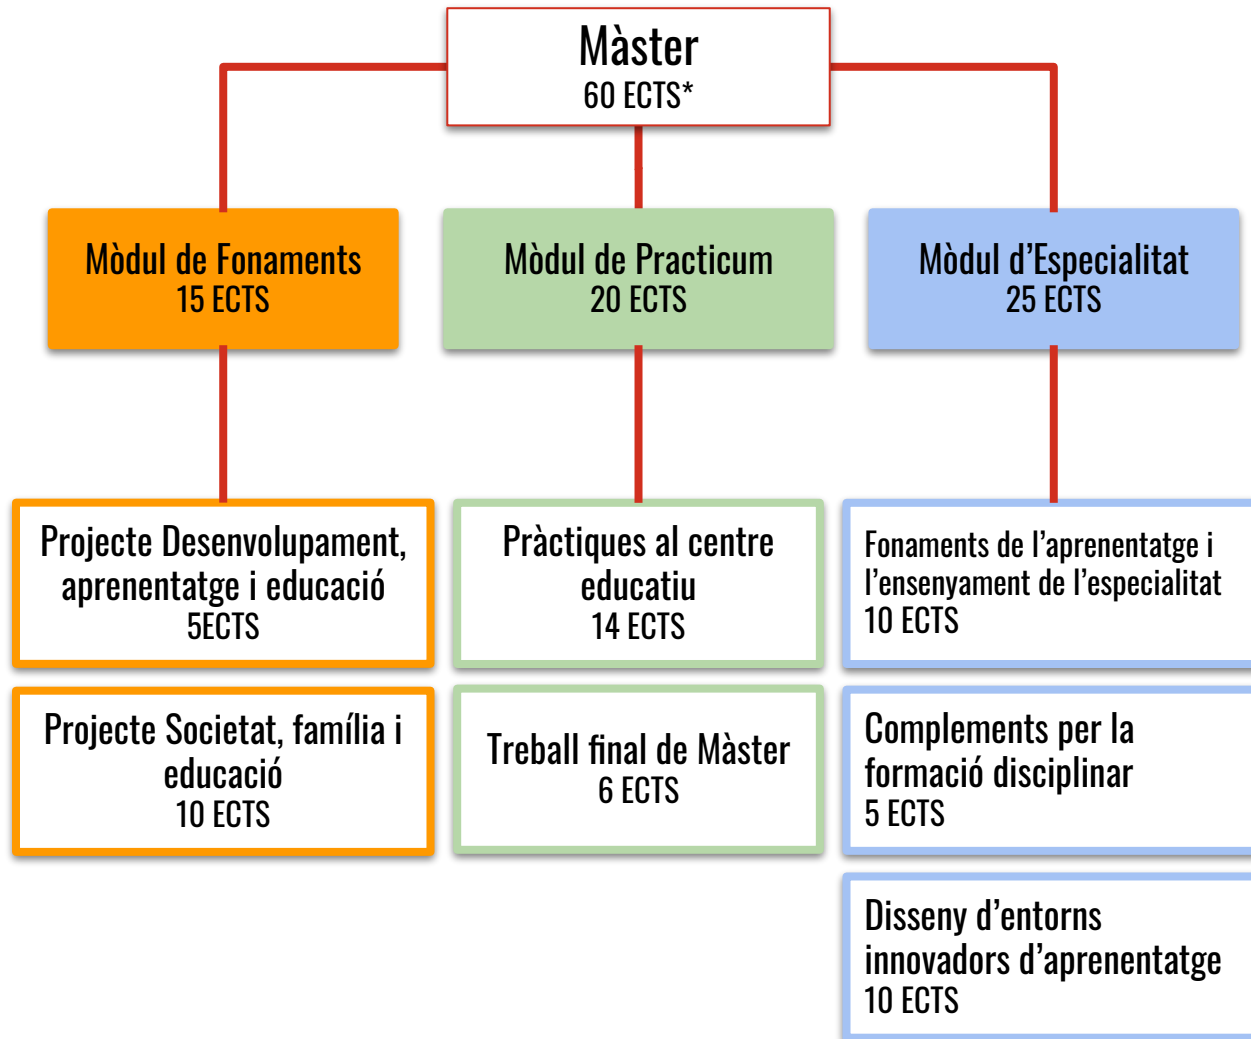 Màster
60 ECTS*
Mòdul de Fonaments
15 ECTS
Mòdul de Practicum
20 ECTS
Mòdul d’Especialitat
25 ECTS
Projecte Desenvolupament,
aprenentatge i educació
5ECTS
Projecte Societat, família i
educació
10 ECTS
Pràctiques al centre
educatiu
14 ECTS
Treball final de Màster
6 ECTS
Fonaments de l’aprenentatge i
l’ensenyament de l’especialitat
10 ECTS
Complements per la
formació disciplinar
5 ECTS
Disseny d’entorns
innovadors d’aprenentatge
10 ECTS